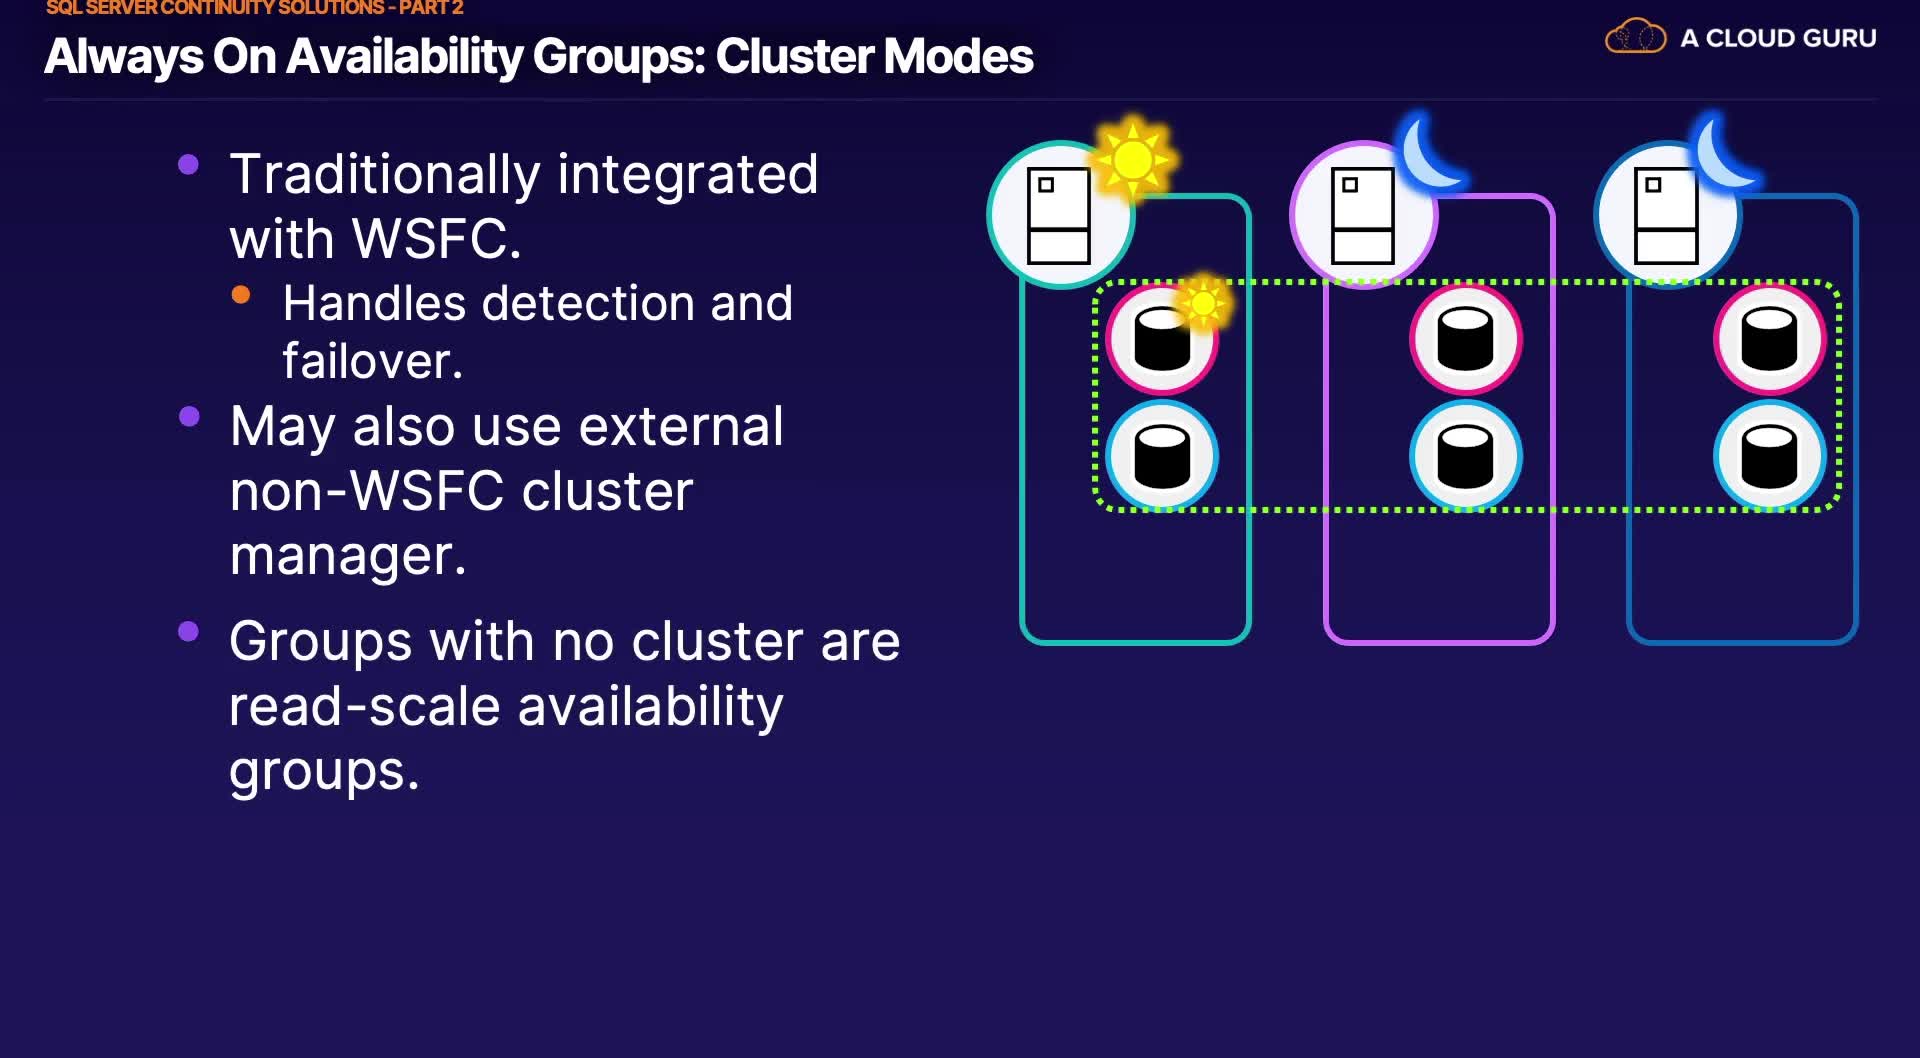 SQL SERVER CONTINUITY SOLUTIONS - PART 2
Always On Availability Groups: Cluster Modes
A CLOUD GURU
Traditionally integrated
with WSFC.
Handles detection and
failover.
May also use external
non-WSFC cluster
manager.
Groups with no cluster are
read-scale availability
groups.